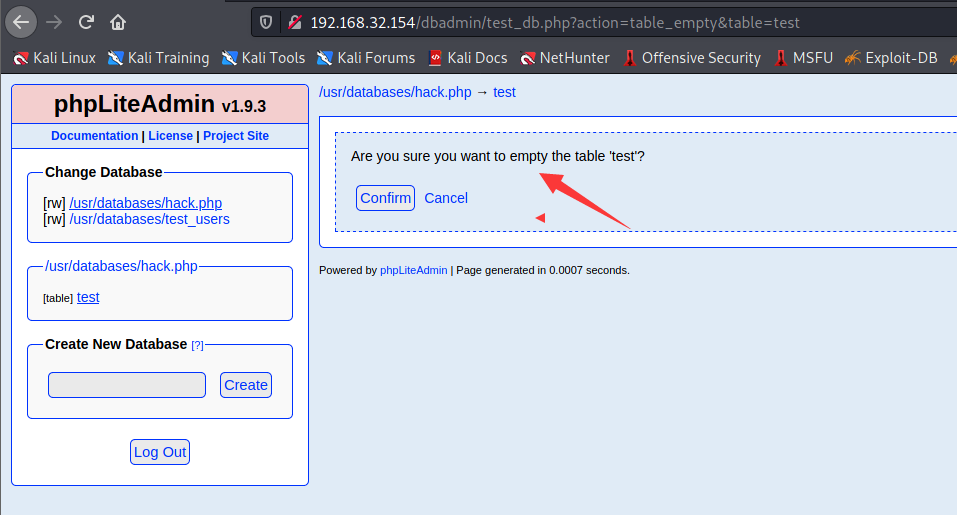 192.168.32.154/dbadmin/test_db.php?action=table_empty&table=test
Kali Linux Kali Training Kali Tools Kali Forums Kali Docs NetHunter Offensive Security MSFU Exploit-DB
phpLiteAdmin v1.9.3
Documentation | License | Project Site
Change Database
[rw] /usr/databases/hack.php
[rw] /usr/databases/test_users
/usr/databases/hack.php
[table] test
Create New Database [?]
Create
Log Out
/usr/databases/hack.php → test
Are you sure you want to empty the table 'test'?
Confirm Cancel
Powered by phpLiteAdmin | Page generated in 0.0007 seconds.